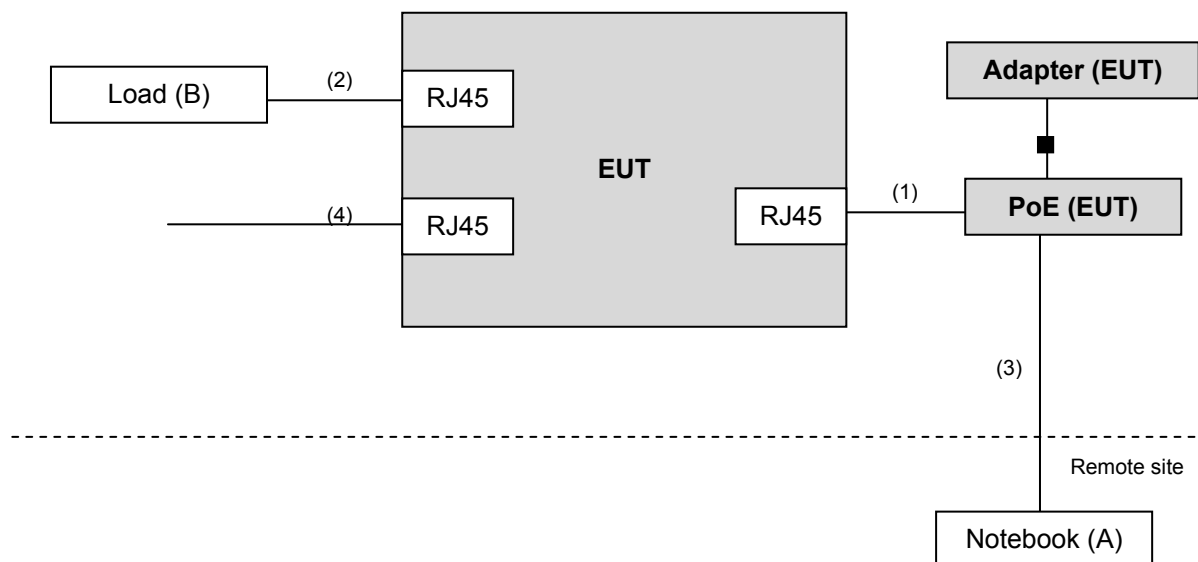 Adapter (EUT)
Load (B)
(2)
RJ45
EUT
(1)
RJ45
PoE (EUT)
(4)
RJ45
(3)
Remote site
Notebook (A)